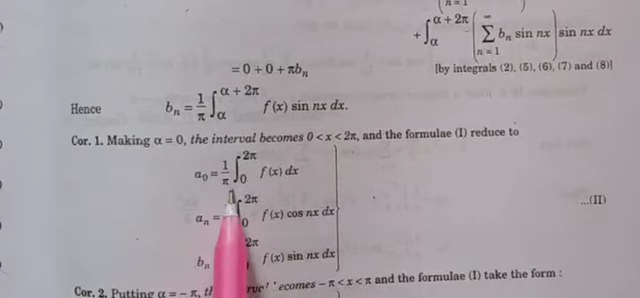 (n = 1 )
+ ∫_α^{α + 2π} ( ∑_{n = 1}^∞ b_n sin nx ) sin nx dx
= 0 + 0 + πb_n [by integrals (2), (5), (6), (7) and (8)]
Hence b_n = 1/π ∫_α^{α + 2π} f(x) sin nx dx.
Cor. 1. Making α = 0, the interval becomes 0 < x < 2π, and the formulae (I) reduce to
a_0 = 1/π ∫_0^{2π} f(x) dx
a_n = ∫_0^{2π} f(x) cos nx dx ...(II)
b_n 2π f(x) sin nx dx
Cor. 2. Putting α = – π, ecomes – π < x < π and the formulae (I) take the form :